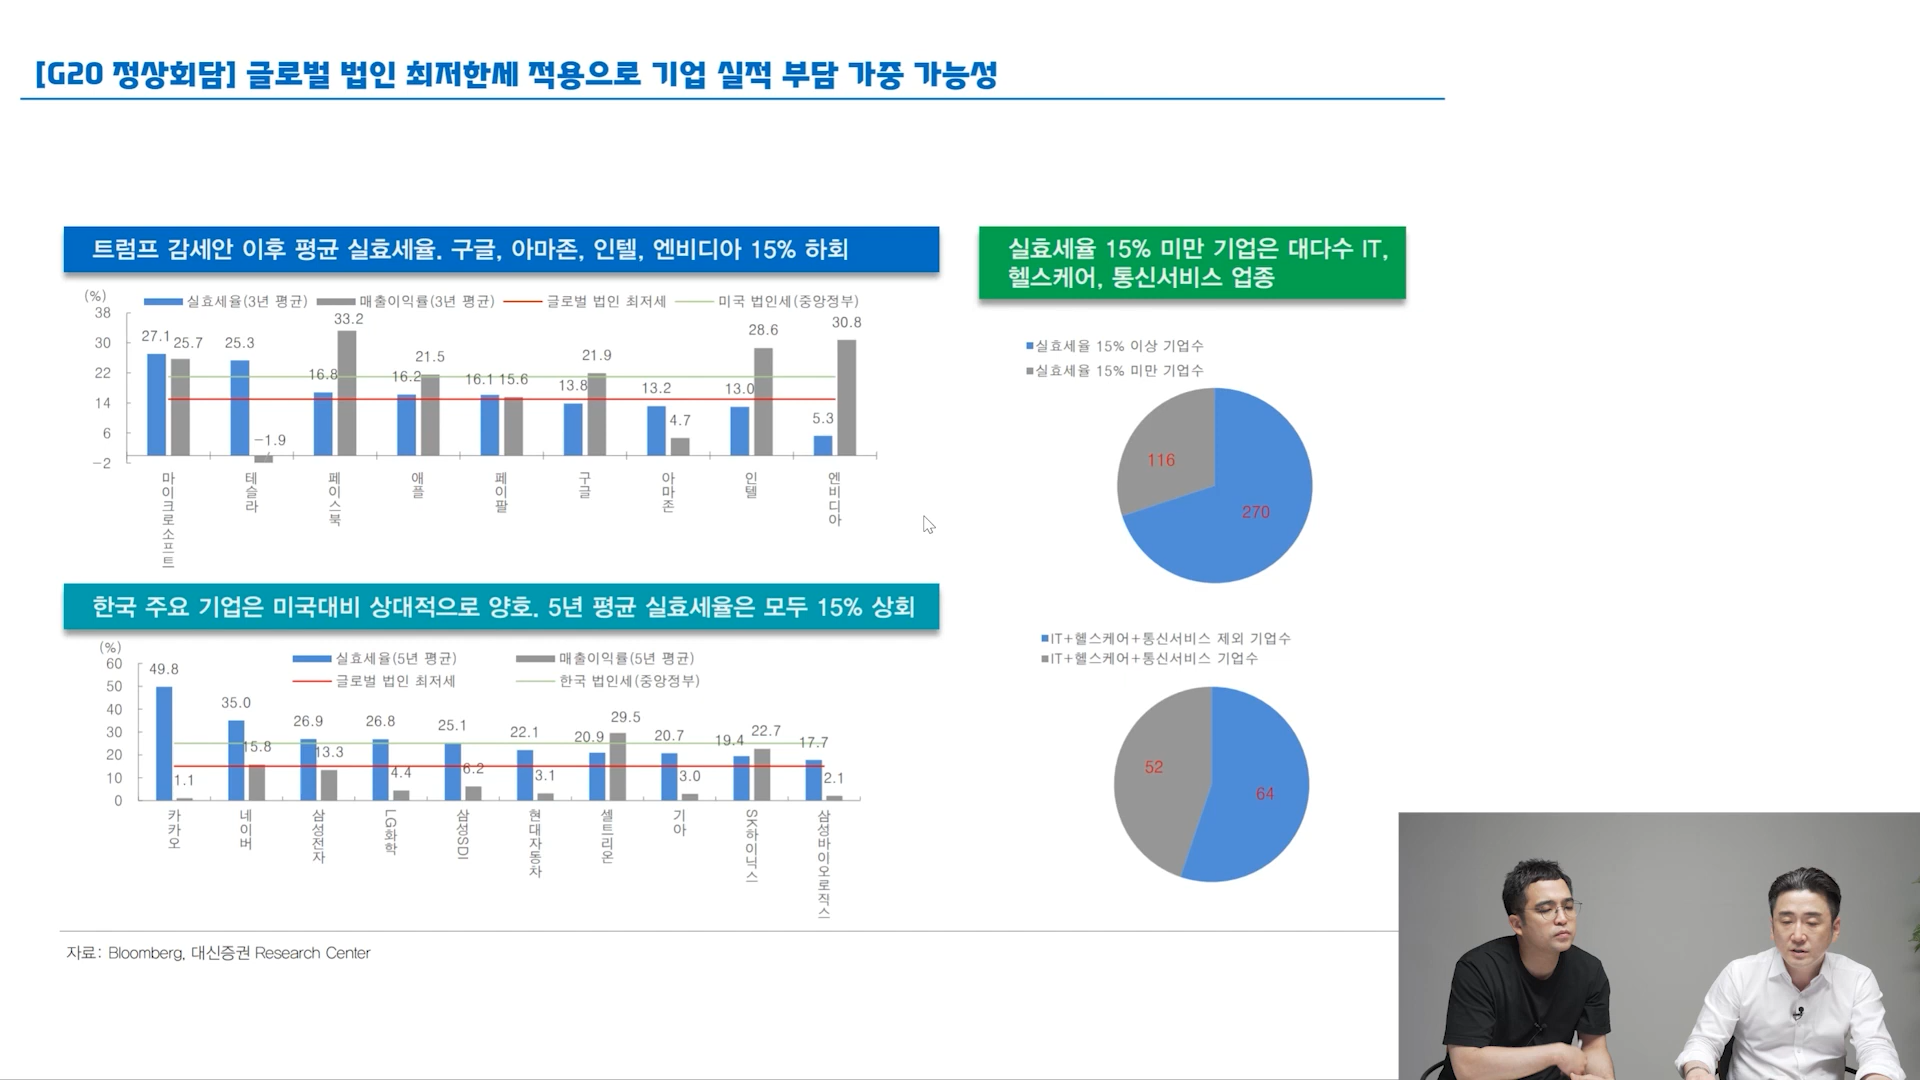 [G20 정상회담] 글로벌 법인 최저한세 적용으로 기업 실적 부담 가중 가능성
트럼프 감세안 이후 평균 실효세율. 구글, 아마존, 인텔, 엔비디아 15% 하회
(%)
실효세율(3년 평균) 매출이익률(3년 평균) 글로벌 법인 최저세 미국 법인세(중앙정부)
38
30
22
14
6
-2
27.1 25.7 25.3 -1.9 16.8 33.2 16.2 21.5 16.1 15.6 13.8 21.9 13.2 4.7 13.0 28.6 5.3 30.8
마이크로소프트 테슬라 페이스북 애플 페이팔 구글 아마존 인텔 엔비디아
한국 주요 기업은 미국대비 상대적으로 양호. 5년 평균 실효세율은 모두 15% 상회
(%)
실효세율(5년 평균) 매출이익률(5년 평균)
글로벌 법인 최저세 한국 법인세(중앙정부)
60
50
40
30
20
10
0
49.8 1.1 35.0 15.8 26.9 13.3 26.8 4.4 25.1 6.2 22.1 3.1 20.9 29.5 20.7 3.0 19.4 22.7 17.7 2.1
카카오 네이버 삼성전자 LG화학 삼성SDI 현대자동차 셀트리온 기아 SK하이닉스 삼성바이오로직스
실효세율 15% 미만 기업은 대다수 IT,
헬스케어, 통신서비스 업종
실효세율 15% 이상 기업수
실효세율 15% 미만 기업수
116
270
IT+헬스케어+통신서비스 제외 기업수
IT+헬스케어+통신서비스 기업수
52
64
자료: Bloomberg, 대신증권 Research Center